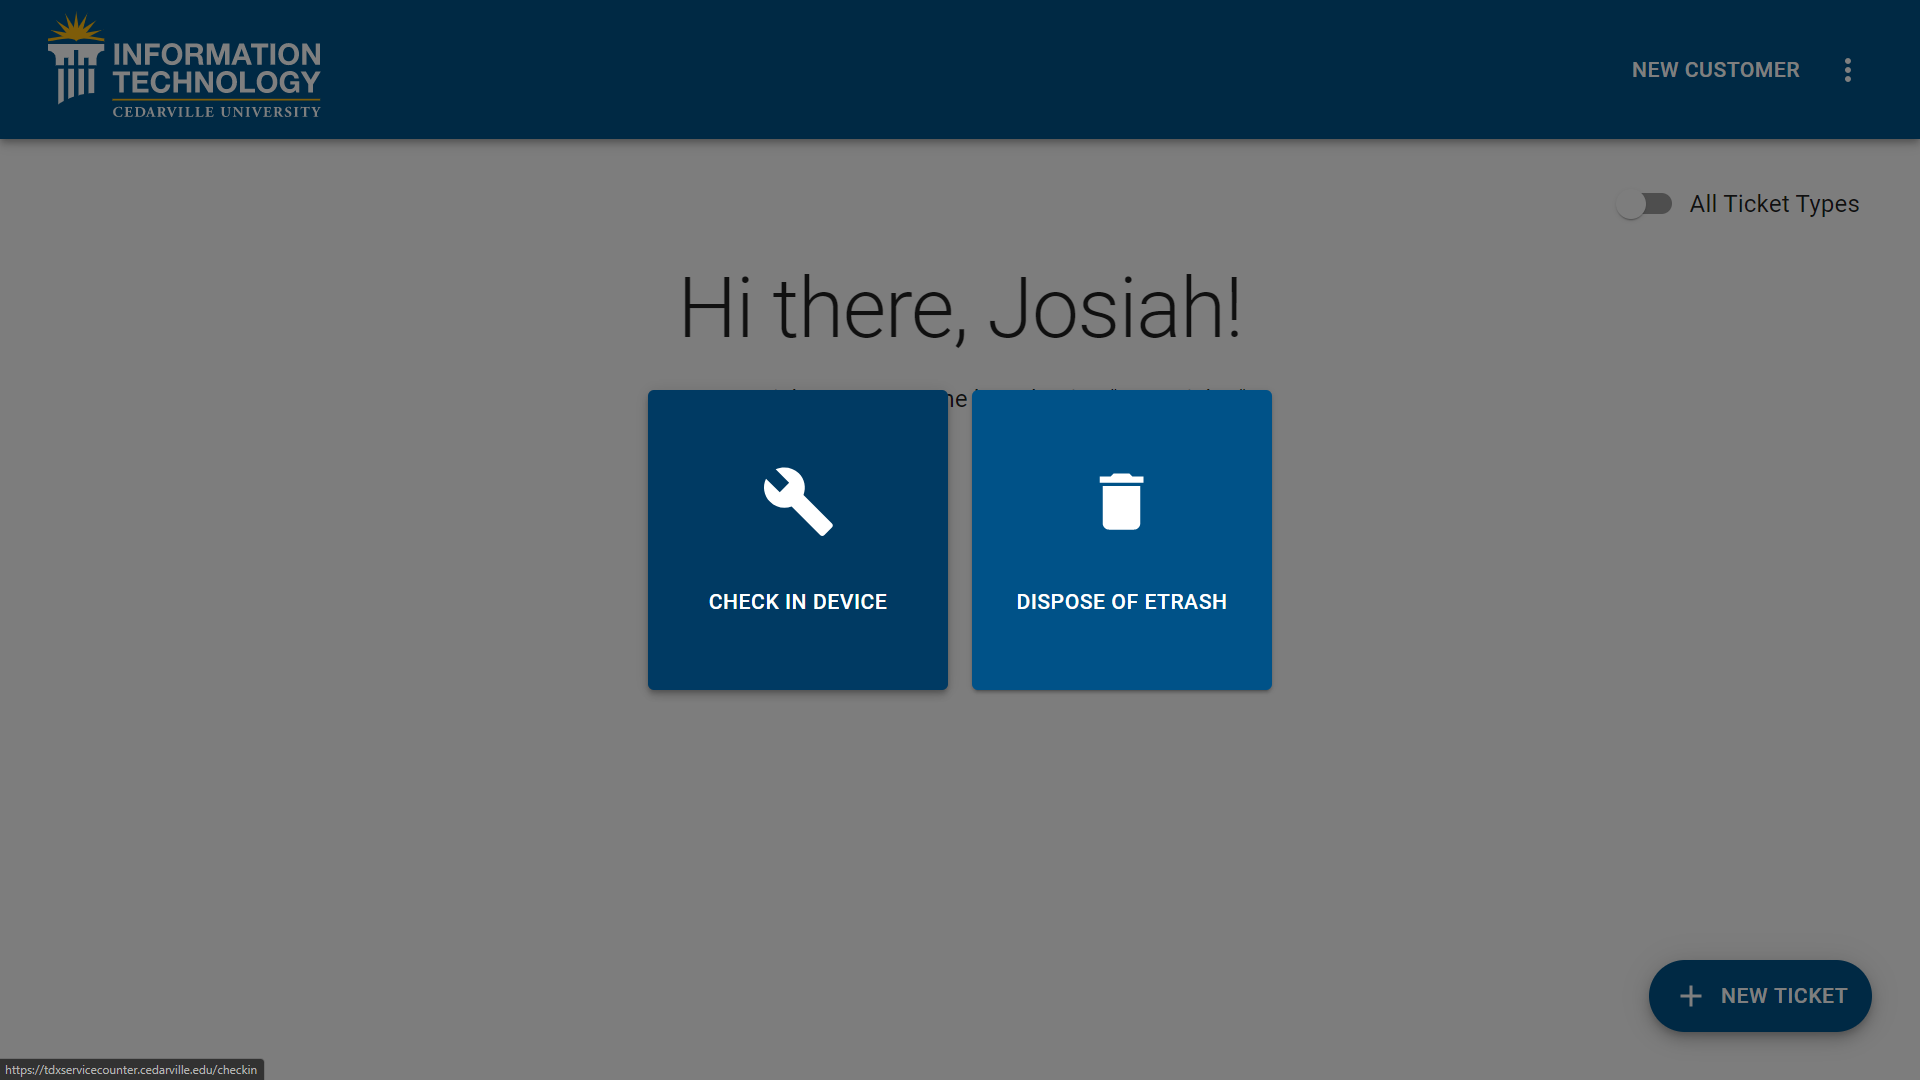 INFORMATION
TECHNOLOGY
CEDARVILLE UNIVERSITY
NEW CUSTOMER
All Ticket Types
Hi there, Josiah!
CHECK IN DEVICE
DISPOSE OF ETRASH
NEW TICKET
https://tdxservicecounter.cedarville.edu/checkin